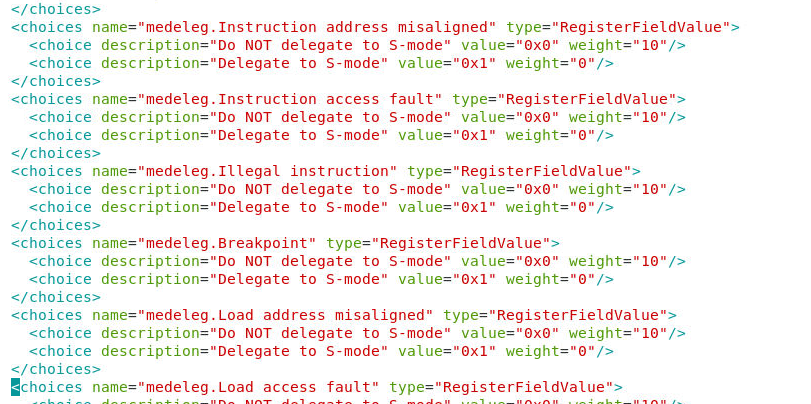 </choices>
<choices name="medeleg.Instruction address misaligned" type="RegisterFieldValue">
  <choice description="Do NOT delegate to S-mode" value="0x0" weight="10"/>
  <choice description="Delegate to S-mode" value="0x1" weight="0"/>
</choices>
<choices name="medeleg.Instruction access fault" type="RegisterFieldValue">
  <choice description="Do NOT delegate to S-mode" value="0x0" weight="10"/>
  <choice description="Delegate to S-mode" value="0x1" weight="0"/>
</choices>
<choices name="medeleg.Illegal instruction" type="RegisterFieldValue">
  <choice description="Do NOT delegate to S-mode" value="0x0" weight="10"/>
  <choice description="Delegate to S-mode" value="0x1" weight="0"/>
</choices>
<choices name="medeleg.Breakpoint" type="RegisterFieldValue">
  <choice description="Do NOT delegate to S-mode" value="0x0" weight="10"/>
  <choice description="Delegate to S-mode" value="0x1" weight="0"/>
</choices>
<choices name="medeleg.Load address misaligned" type="RegisterFieldValue">
  <choice description="Do NOT delegate to S-mode" value="0x0" weight="10"/>
  <choice description="Delegate to S-mode" value="0x1" weight="0"/>
</choices>
<choices name="medeleg.Load access fault" type="RegisterFieldValue">
  <choice description="Do NOT delegate to S-mode" value="0x0" weight="10"/>